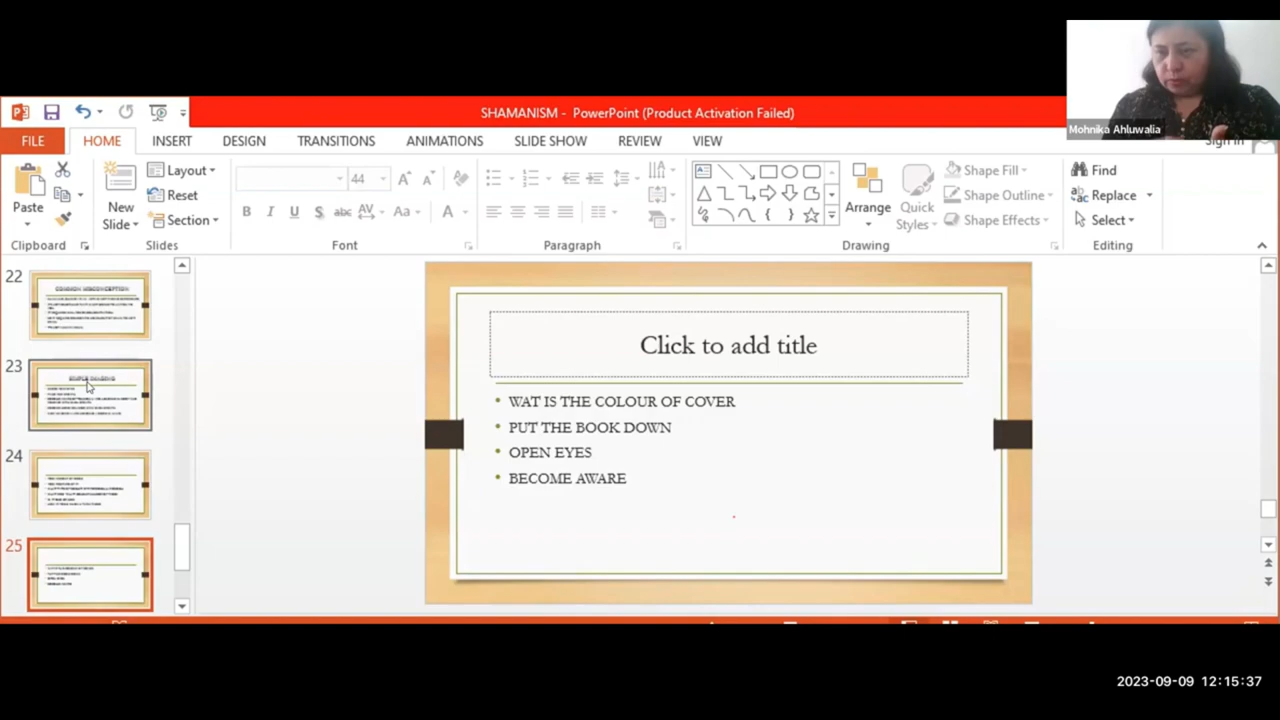 SHAMANISM - PowerPoint (Product Activation Failed)
Mohnika Ahluwalia
Sign in
FILE HOME INSERT DESIGN TRANSITIONS ANIMATIONS SLIDE SHOW REVIEW VIEW
Paste
New
Slide
Layout
Reset
Section
44
B I U S abc AV Aa A
Arrange
Quick
Styles
Shape Fill
Shape Outline
Shape Effects
Find
Replace
Select
Clipboard Slides Font Paragraph Drawing Editing
22
COMMON MISCONCEPTION
23
24
25
Click to add title
• WAT IS THE COLOUR OF COVER
• PUT THE BOOK DOWN
• OPEN EYES
• BECOME AWARE
2023-09-09 12:15:37